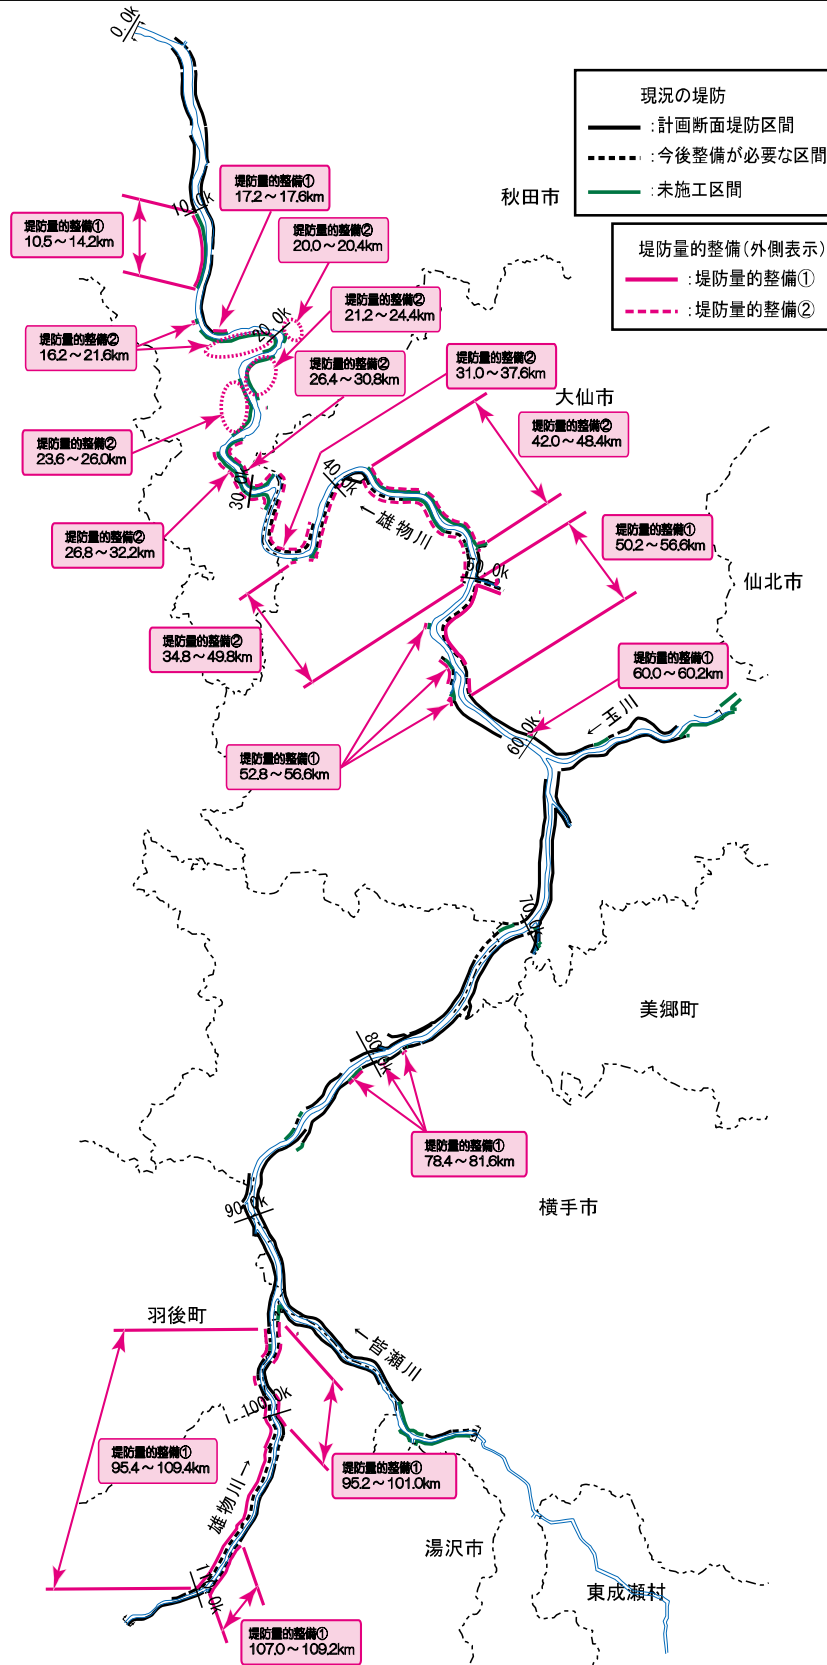 0.0k
現況の堤防
:計画断面堤防区間
:今後整備が必要な区間
:未施工区間
堤防量的整備(外側表示)
:堤防量的整備①
:堤防量的整備②
秋田市
堤防量的整備①
17.2～17.6km
10.0k
堤防量的整備①
10.5～14.2km
堤防量的整備②
20.0～20.4km
堤防量的整備②
21.2～24.4km
20.0k
堤防量的整備②
16.2～21.6km
堤防量的整備②
26.4～30.8km
堤防量的整備②
31.0～37.6km
大仙市
堤防量的整備②
42.0～48.4km
堤防量的整備②
23.6～26.0km
30.0k
40.0k
←雄物川
堤防量的整備②
26.8～32.2km
堤防量的整備①
50.2～56.6km
50.0k
仙北市
堤防量的整備②
34.8～49.8km
堤防量的整備①
60.0～60.2km
←玉川
60.0k
堤防量的整備①
52.8～56.6km
70.0k
美郷町
80.0k
堤防量的整備①
78.4～81.6km
横手市
90.0k
羽後町
←皆瀬川
100.0k
堤防量的整備①
95.4～109.4km
堤防量的整備①
95.2～101.0km
雄物川→
湯沢市
東成瀬村
堤防量的整備①
107.0～109.2km